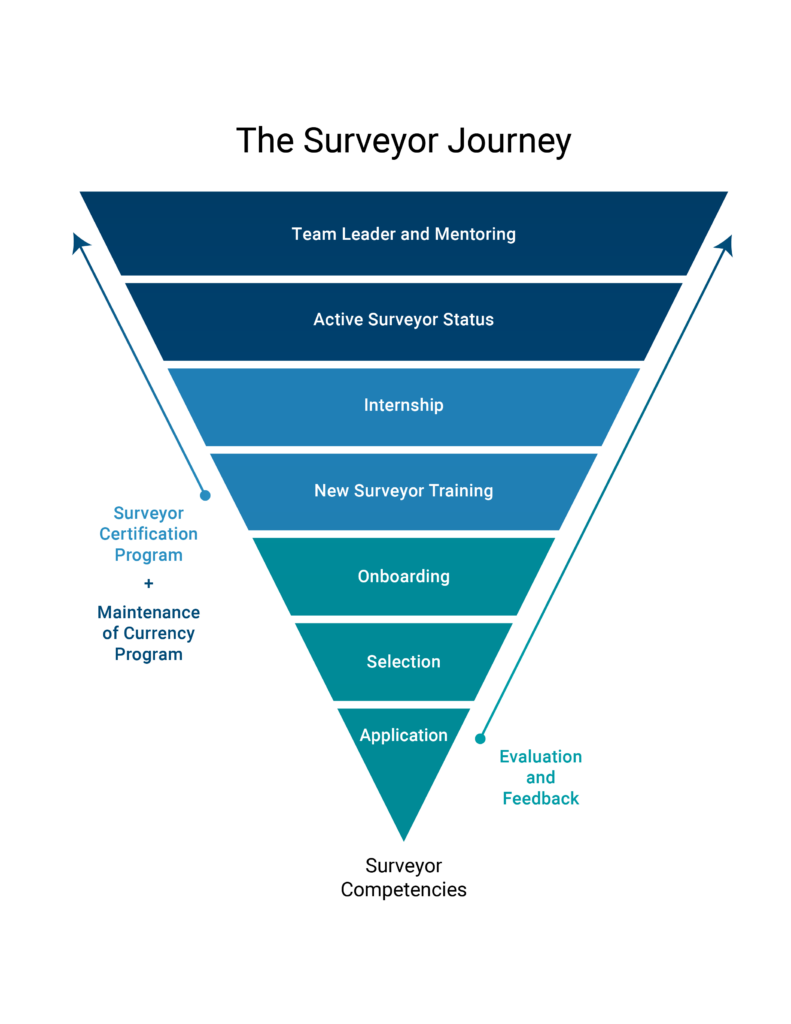 The Surveyor Journey
Team Leader and Mentoring
Active Surveyor Status
Internship
New Surveyor Training
Surveyor
Certification
Program
+
Maintenance
of Currency
Program
Onboarding
Selection
Application
Evaluation
and
Feedback
Surveyor
Competencies